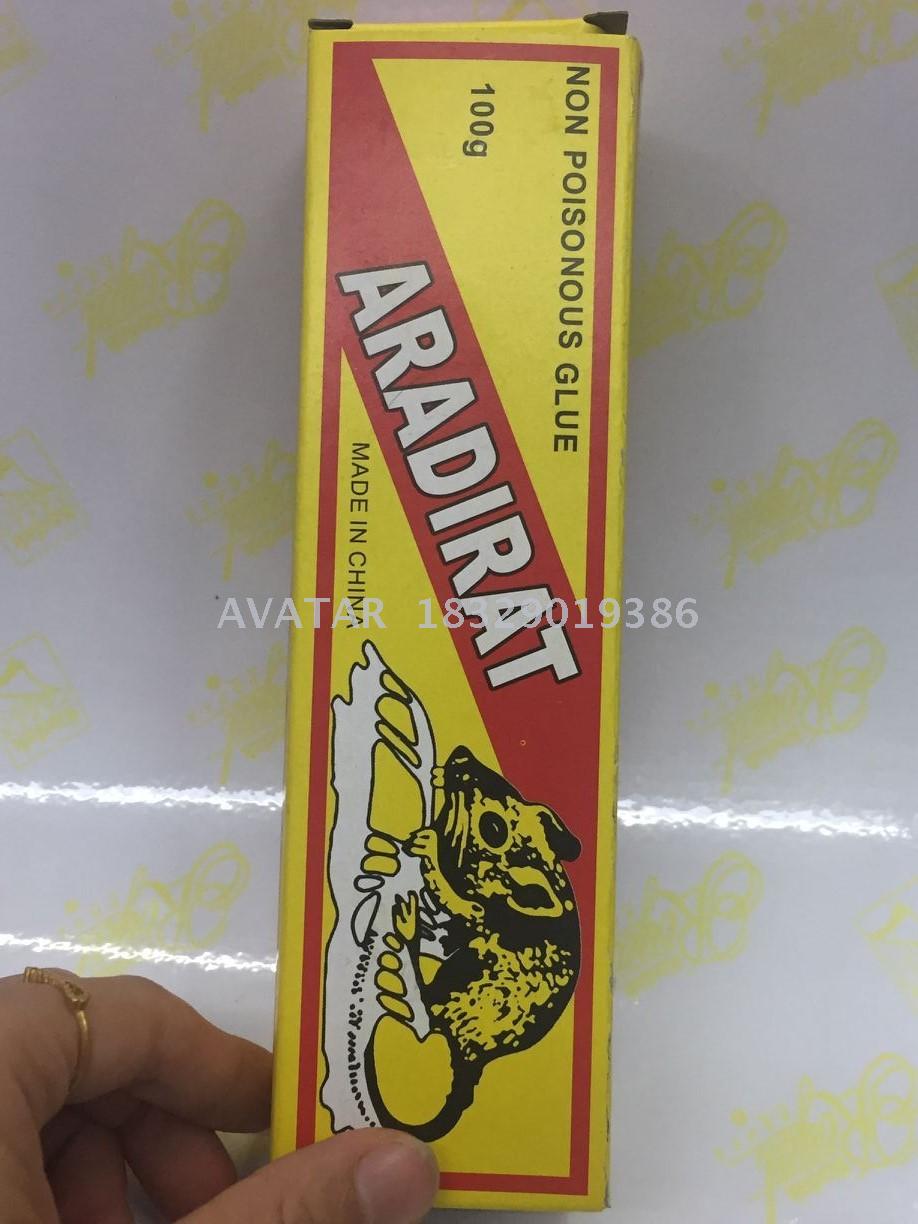 NON POISONOUS GLUE
100g
ARADIRAT
MADE IN CHINA
AVATAR 18329019386